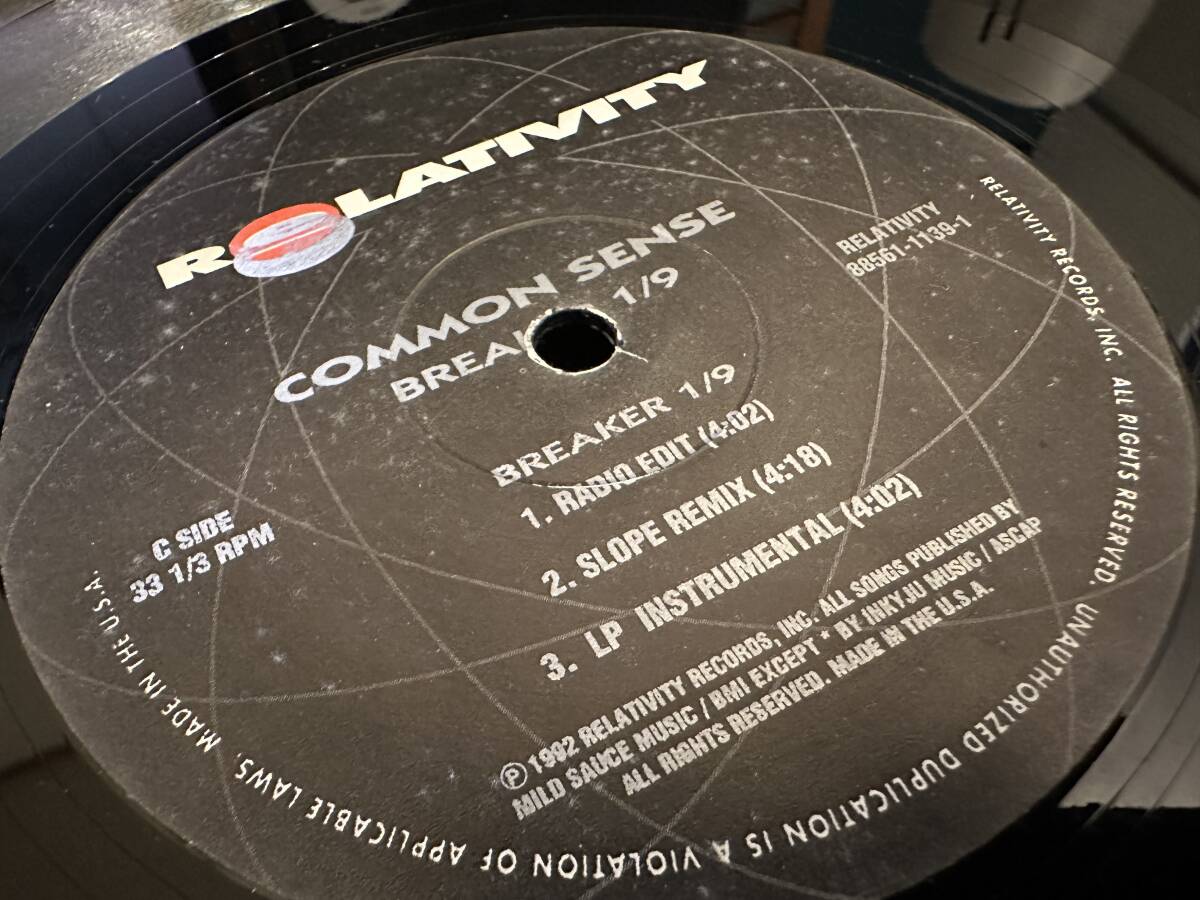 RELATIVITY
COMMON SENSE
BREAKER 1/9
RELATIVITY
88561-1139-1
BREAKER 1/9
1. RADIO EDIT (4:02)
2. SLOPE REMIX (4:18)
3. LP INSTRUMENTAL (4:02)
C SIDE
33 1/3 RPM
Ⓟ1992 RELATIVITY RECORDS, INC. ALL SONGS PUBLISHED BY
MILD SAUCE MUSIC / BMI EXCEPT * BY INKYJU MUSIC / ASCAP
ALL RIGHTS RESERVED. MADE IN THE U.S.A.
RELATIVITY RECORDS, INC. ALL RIGHTS RESERVED. UNAUTHORIZED DUPLICATION IS A VIOLATION OF APPLICABLE LAWS. MADE IN THE U.S.A.